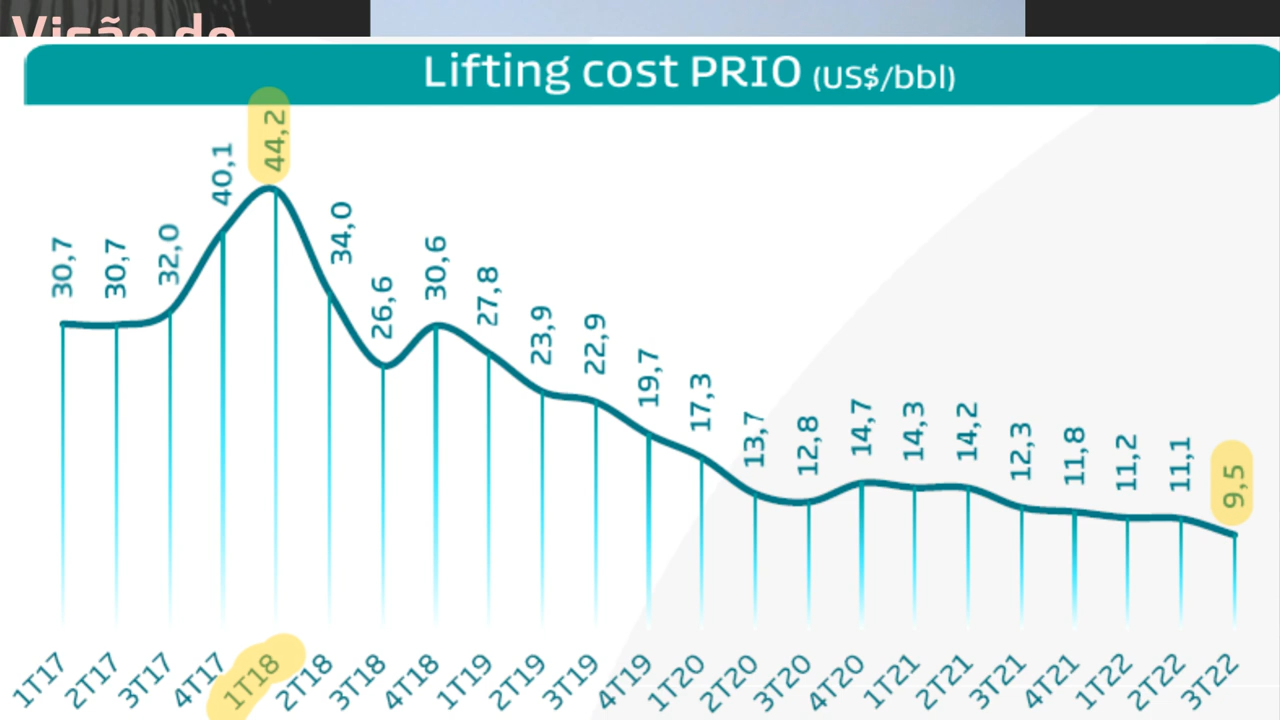 Visão do
Lifting cost PRIO (US$/bbl)
30,7
30,7
32,0
40,1
44,2
34,0
26,6
30,6
27,8
23,9
22,9
19,7
17,3
13,7
12,8
14,7
14,3
14,2
12,3
11,8
11,2
11,1
9,5
1T17
2T17
3T17
4T17
1T18
2T18
3T18
4T18
1T19
2T19
3T19
4T19
1T20
2T20
3T20
4T20
1T21
2T21
3T21
4T21
1T22
2T22
3T22